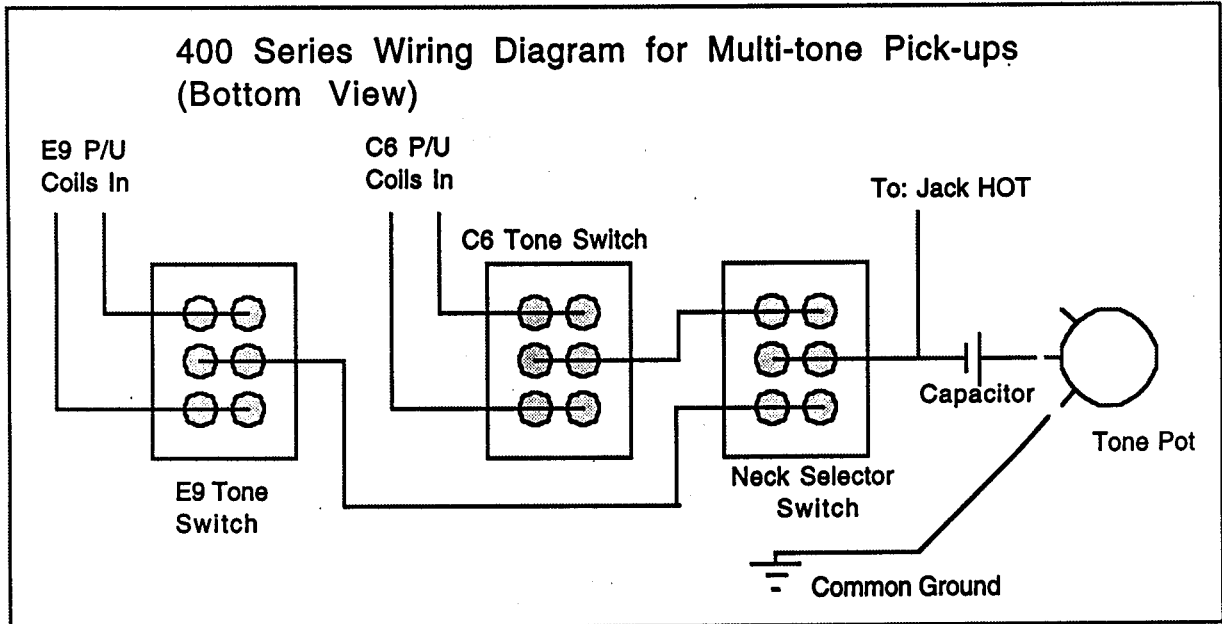 400 Series Wiring Diagram for Multi-tone Pick-ups
(Bottom View)
E9 P/U
Coils In
C6 P/U
Coils In
To: Jack HOT
C6 Tone Switch
Capacitor
Tone Pot
E9 Tone
Switch
Neck Selector
Switch
Common Ground